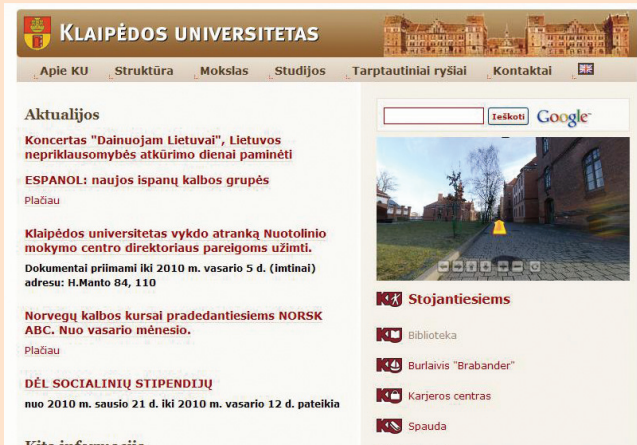 KLAIPĖDOS UNIVERSITETAS
Apie KU Struktūra Mokslas Studijos Tarptautiniai ryšiai Kontaktai
Aktualijos
Koncertas "Dainuojam Lietuvai", Lietuvos
nepriklausomybės atkūrimo dienai paminėti
ESPANOL: naujos ispanų kalbos grupės
Plačiau
Klaipėdos universitetas vykdo atranką Nuotolinio
mokymo centro direktoriaus pareigoms užimti.
Dokumentai priimami iki 2010 m. vasario 5 d. (imtinai)
adresu: H.Manto 84, 110
Norvegų kalbos kursai pradedantiesiems NORSK
ABC. Nuo vasario mėnesio.
Plačiau
DĖL SOCIALINIŲ STIPENDIJŲ
nuo 2010 m. sausio 21 d. iki 2010 m. vasario 12 d. pateikia
Kita informacija
Ieškoti Google
KU Stojantiesiems
KU Biblioteka
KU Burlaivis "Brabander"
KU Karjeros centras
KU Spauda